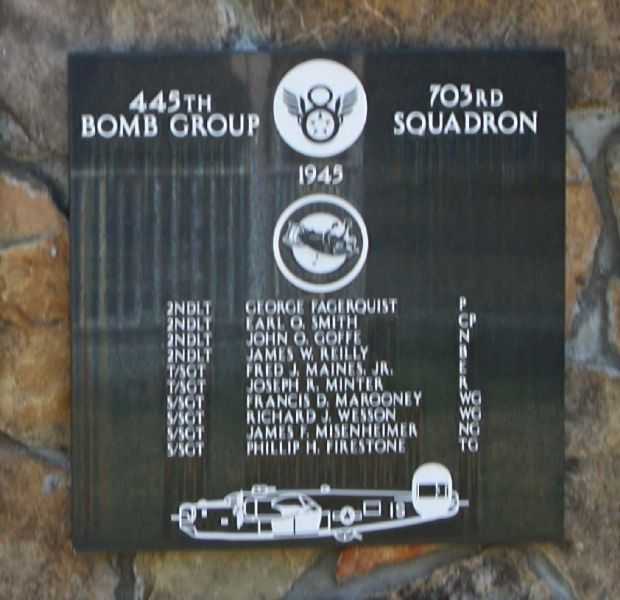 445TH
BOMB GROUP
703RD
SQUADRON
8
1945
2NDLT GEORGE FAGERQUIST P
2NDLT EARL O. SMITH CP
2NDLT JOHN O. GOFFE N
2NDLT JAMES W. REILLY B
T/SGT FRED J. MAINES, JR. E
T/SGT JOSEPH R. MINTER R
S/SGT FRANCIS D. MAROONEY WG
S/SGT RICHARD J. WESSON WG
S/SGT JAMES F. MISENHEIMER NG
S/SGT PHILLIP H. FIRESTONE TG
IS